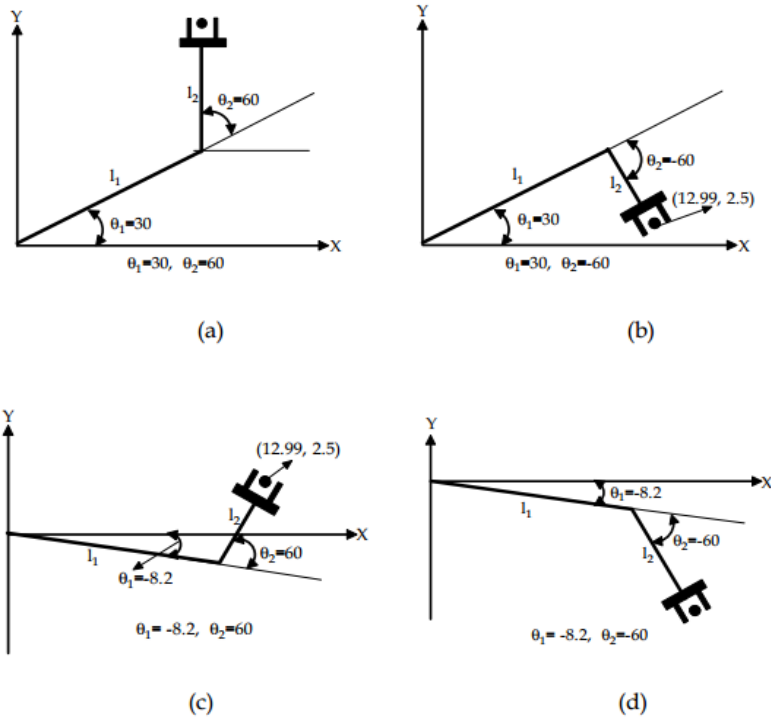 Y
l₂
θ₂=60
l₁
θ₁=30
X
θ₁=30, θ₂=60
(a)
Y
l₁
θ₂=-60
l₂
(12.99, 2.5)
θ₁=30
X
θ₁=30, θ₂=-60
(b)
Y
(12.99, 2.5)
l₂
X
l₁
θ₂=60
θ₁=-8.2
θ₁= -8.2, θ₂=60
(c)
Y
X
θ₁=-8.2
l₁
θ₂=-60
l₂
θ₁= -8.2, θ₂=-60
(d)